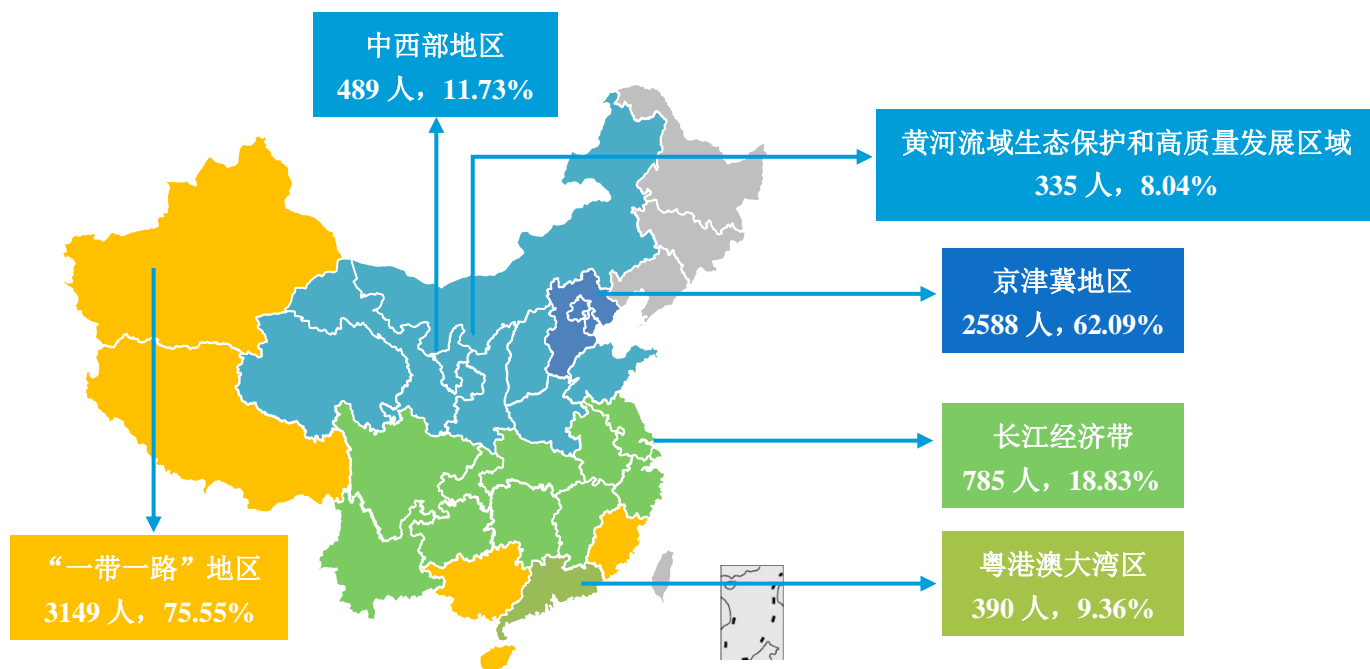 中西部地区
489 人，11.73%
黄河流域生态保护和高质量发展区域
335 人，8.04%
京津冀地区
2588 人，62.09%
长江经济带
785 人，18.83%
“一带一路”地区
3149 人，75.55%
粤港澳大湾区
390 人，9.36%